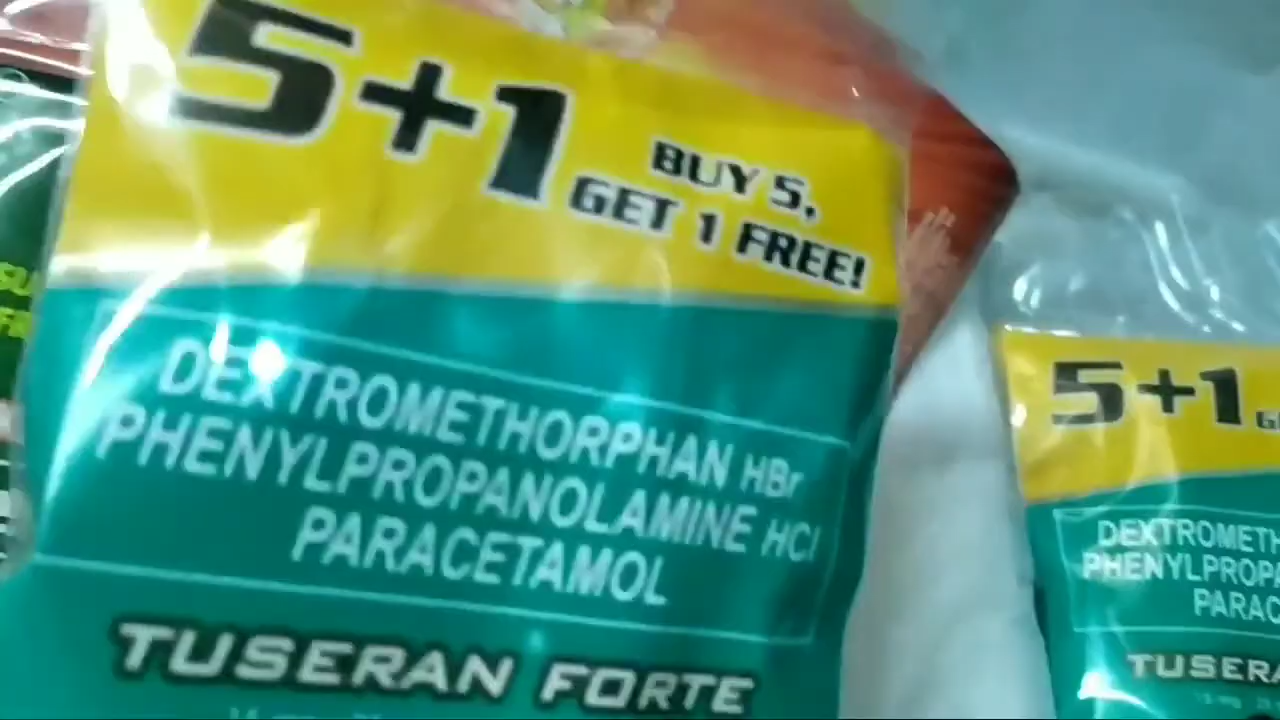 5+1
BUY 5,
GET 1 FREE!
DEXTROMETHORPHAN HBr
PHENYLPROPANOLAMINE HCl
PARACETAMOL
TUSERAN FORTE
5+1
DEXTROMETH
PHENYLPROPA
PARAC
TUSERA